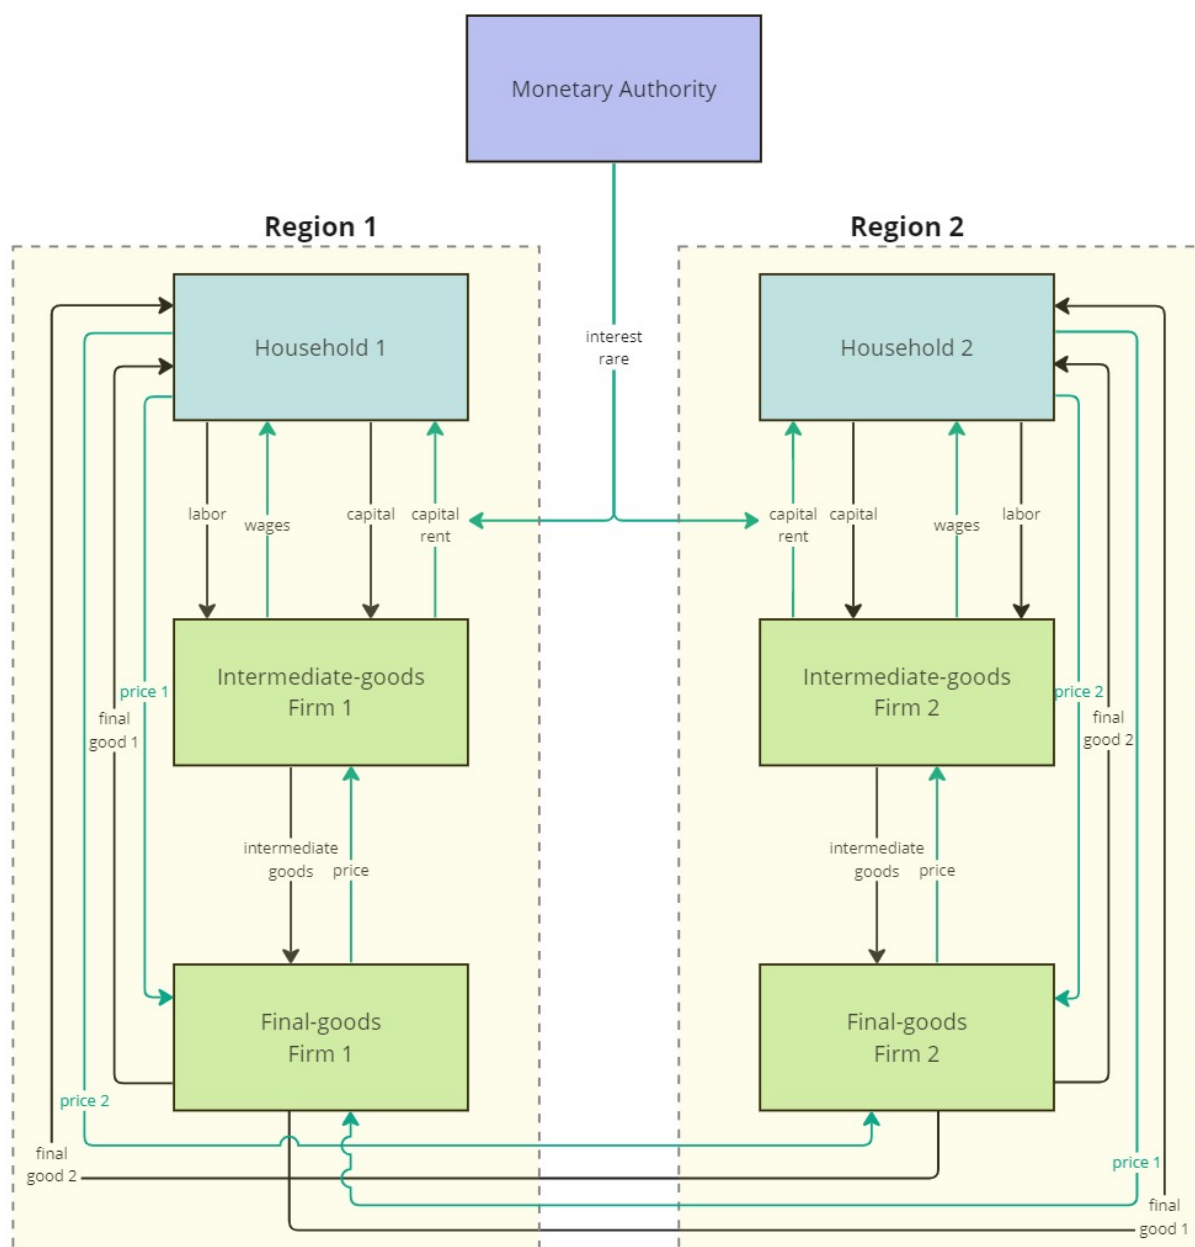 Monetary Authority
Region 1
Region 2
interest
rare
Household 1
Household 2
labor
wages
capital
capital
rent
capital
rent
capital
wages
labor
Intermediate-goods
Firm 1
Intermediate-goods
Firm 2
price 1
final
good 1
price 2
final
good 2
intermediate
goods
price
intermediate
goods
price
Final-goods
Firm 1
Final-goods
Firm 2
price 2
final
good 2
price 1
final
good 1